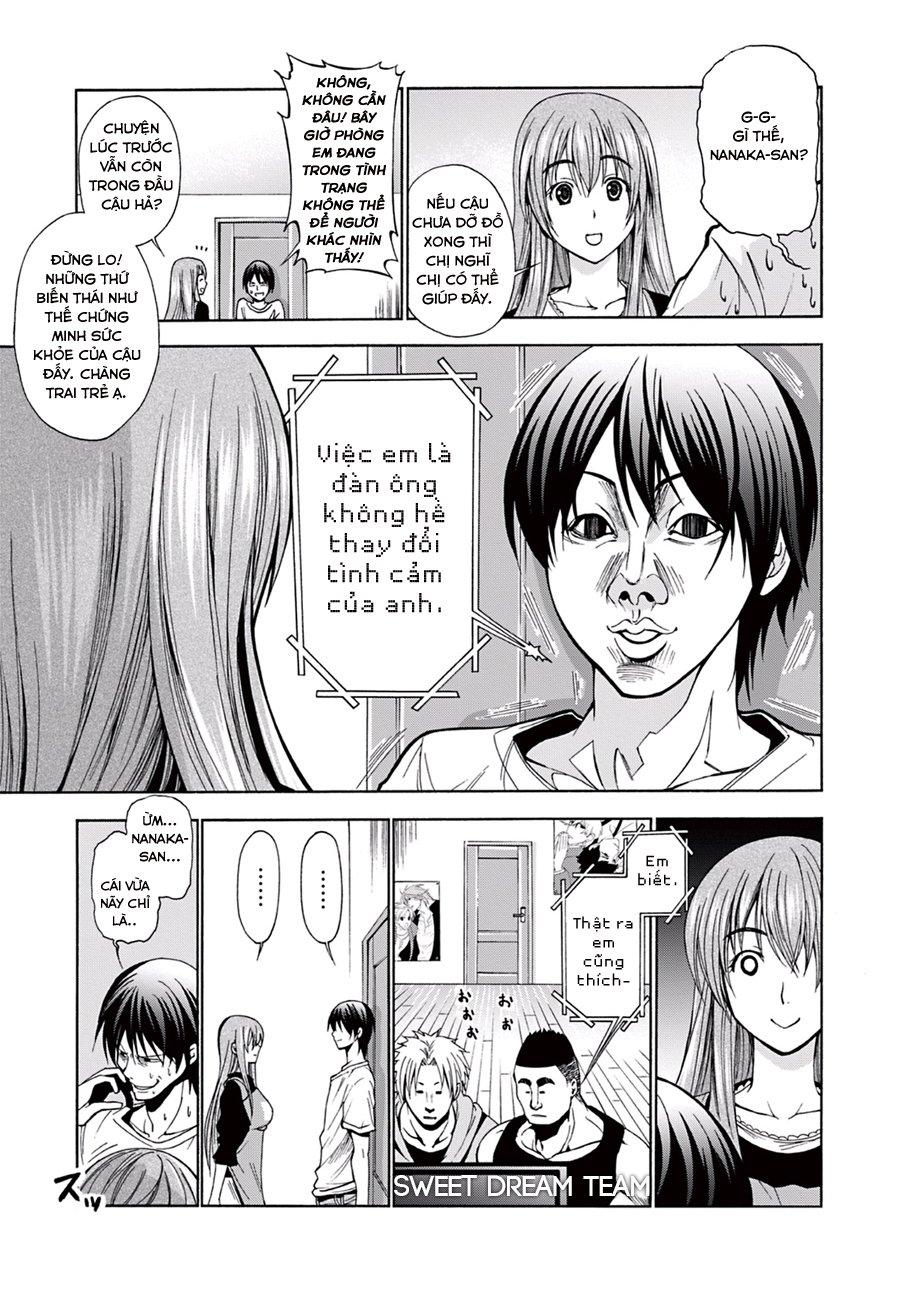 G-G-
GÌ THẾ,
NANAKA-SAN?
NẾU CẬU
CHƯA DỠ ĐỒ
XONG THÌ
CHỊ NGHĨ
CHỊ CÓ THỂ
GIÚP ĐẤY.
KHÔNG,
KHÔNG CẦN
ĐÂU! BÂY
GIỜ PHÒNG
EM ĐANG
TRONG TÌNH
TRẠNG
KHÔNG THỂ
ĐỂ NGƯỜI
KHÁC NHÌN
THẤY!
CHUYỆN
LÚC TRƯỚC
VẪN CÒN
TRONG ĐẦU
CẬU HẢ?
ĐỪNG LO!
NHỮNG THỨ
BIẾN THÁI NHƯ
THẾ CHỨNG
MINH SỨC
KHỎE CỦA CẬU
ĐẤY. CHÀNG
TRAI TRẺ Ạ.
Việc em là
đàn ông
không hề
thay đổi
tình cảm
của anh.
Em
biết.
Thật ra
em
cũng
thích-
おおお
おお
SWEET DREAM TEAM
ỪM...
NANAKA-
SAN...
CÁI VỪA
NÃY CHỈ
LÀ..
スッ